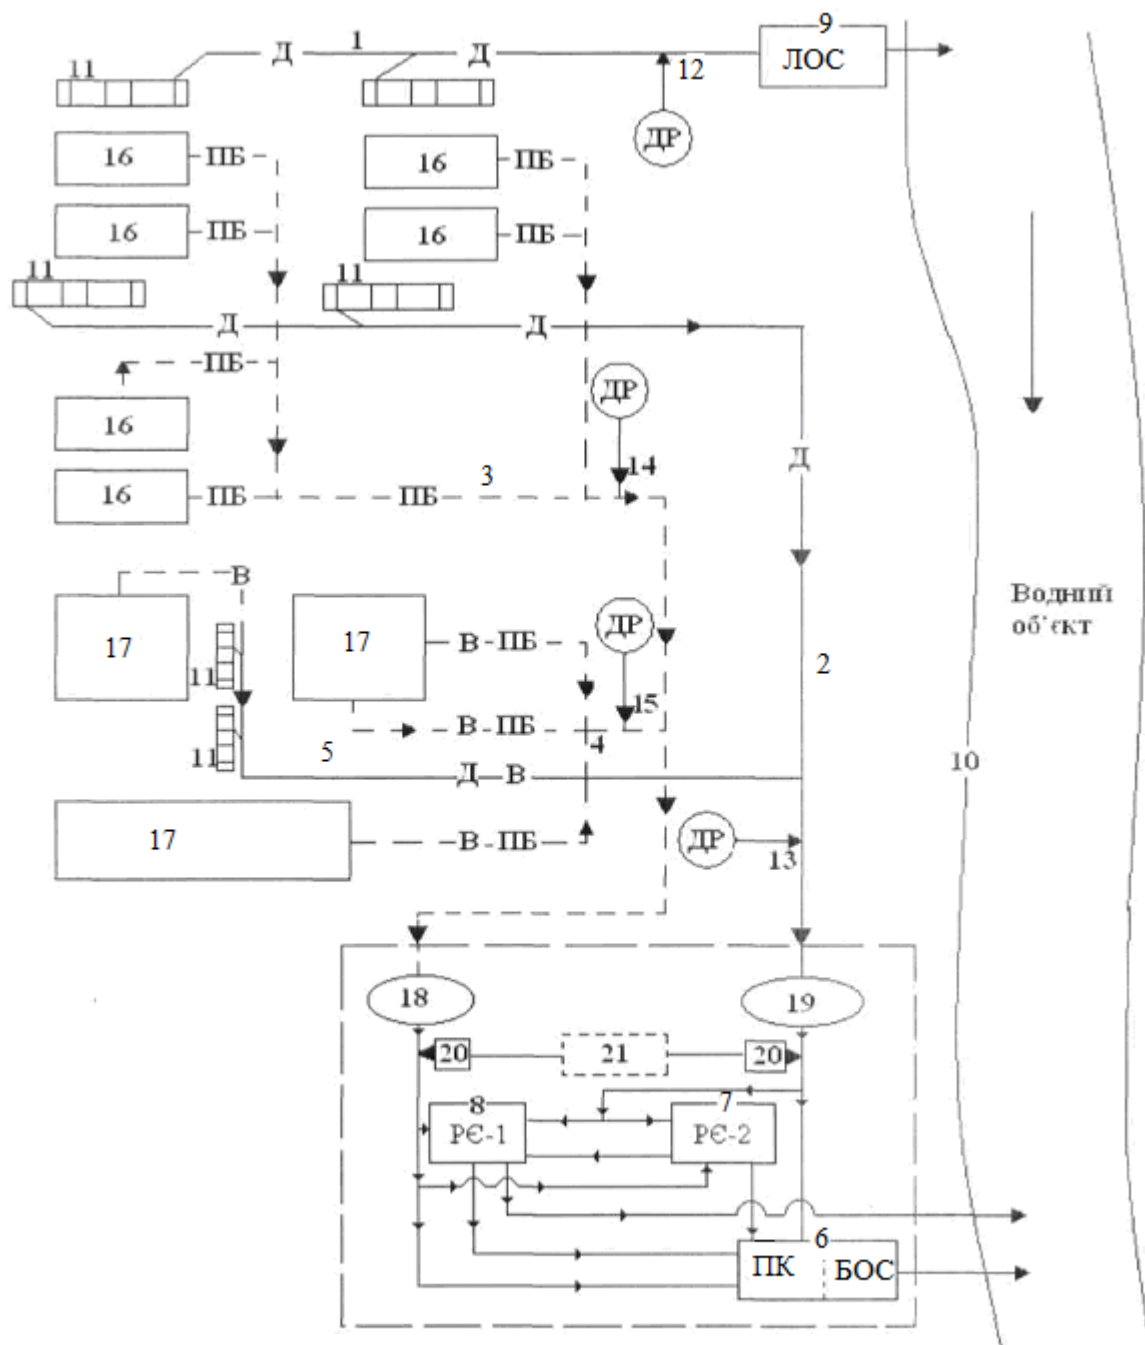 9
1
Д
Д
12
ЛОС
11
11
ДР
16
ПБ
16
ПБ
16
ПБ
16
ПБ
11
11
Д
Д
ПБ
ДР
16
Д
14
3
16
ПБ
ПБ
В
Водний
об'єкт
ДР
17
17
В
ПБ
2
11
15
В
ПБ
4
5
11
10
Д
В
17
В
ПБ
ДР
13
18
19
20
21
20
8
7
РЄ-1
РЄ-2
6
ПК
БОС